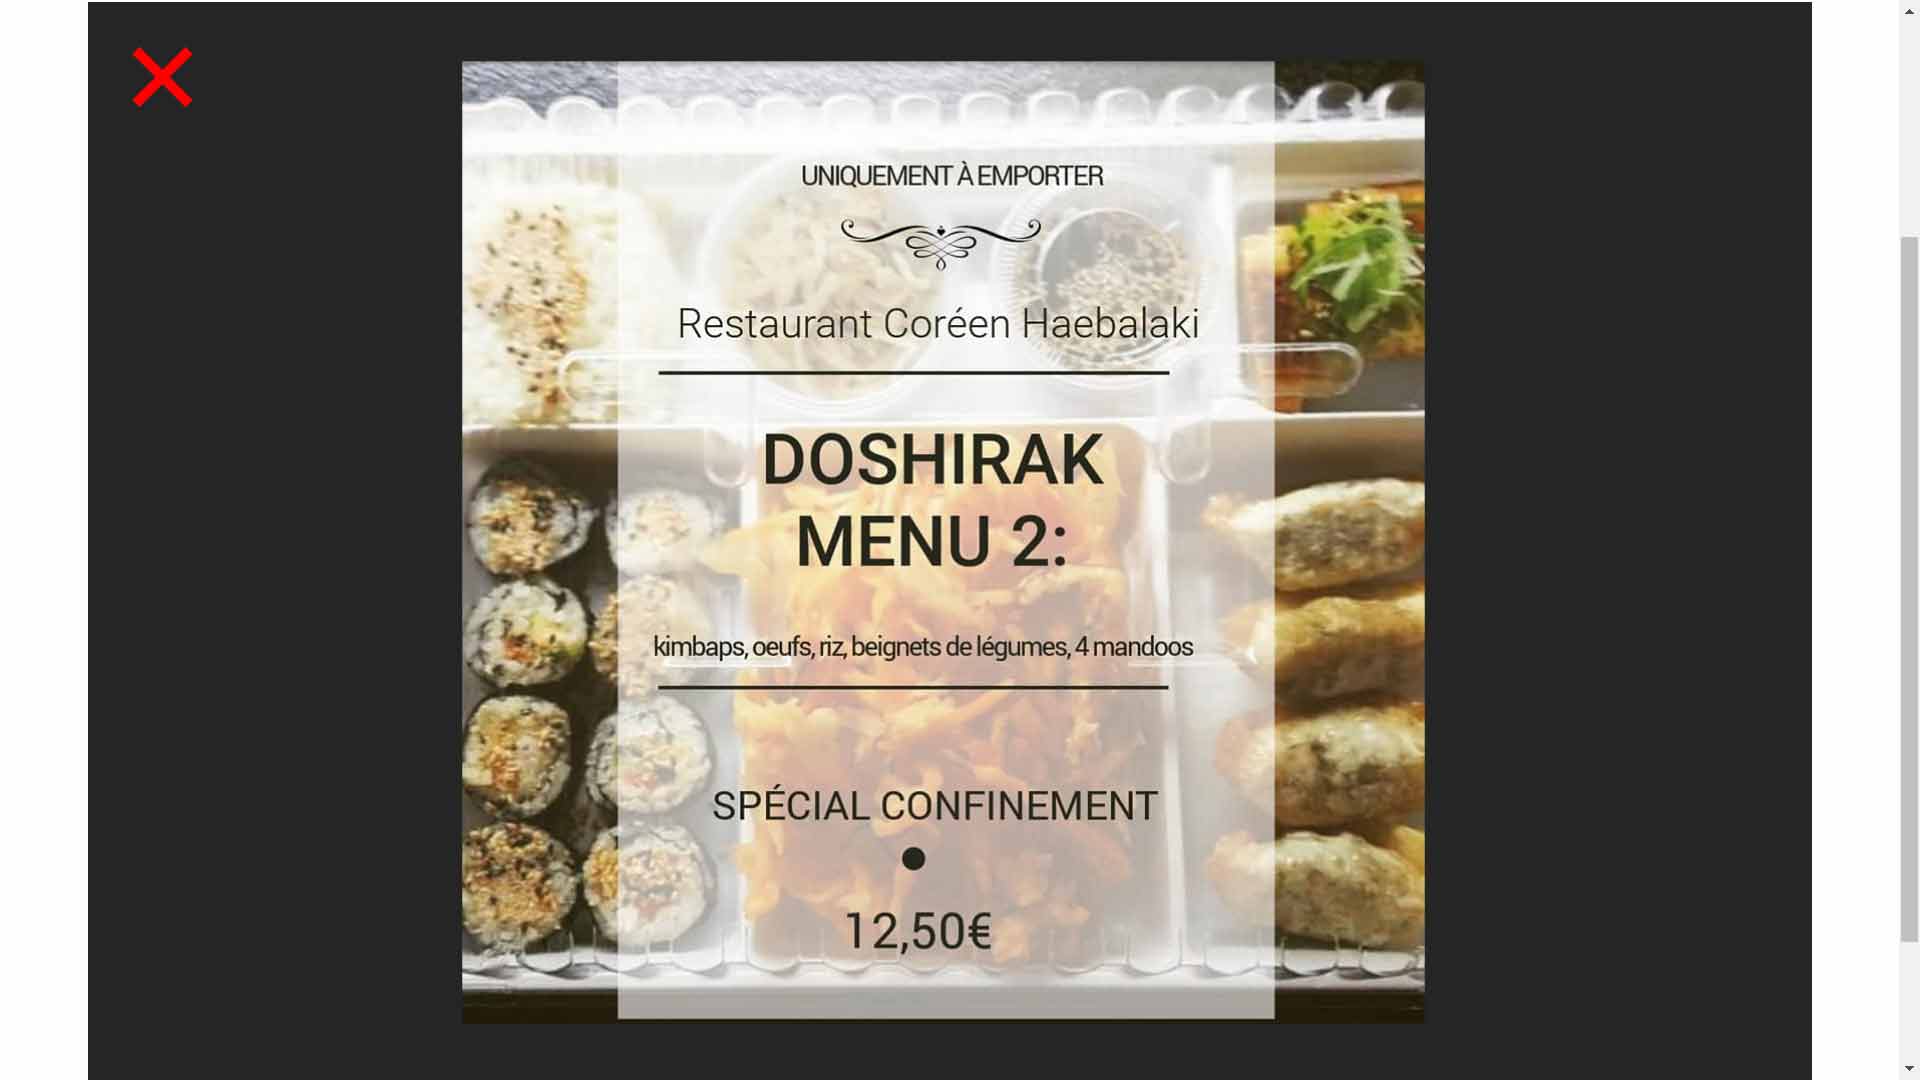 UNIQUEMENT À EMPORTER
Restaurant Coréen Haebalaki
DOSHIRAK
MENU 2:
kimbaps, oeufs, riz, beignets de légumes, 4 mandoos
SPÉCIAL CONFINEMENT
12,50€